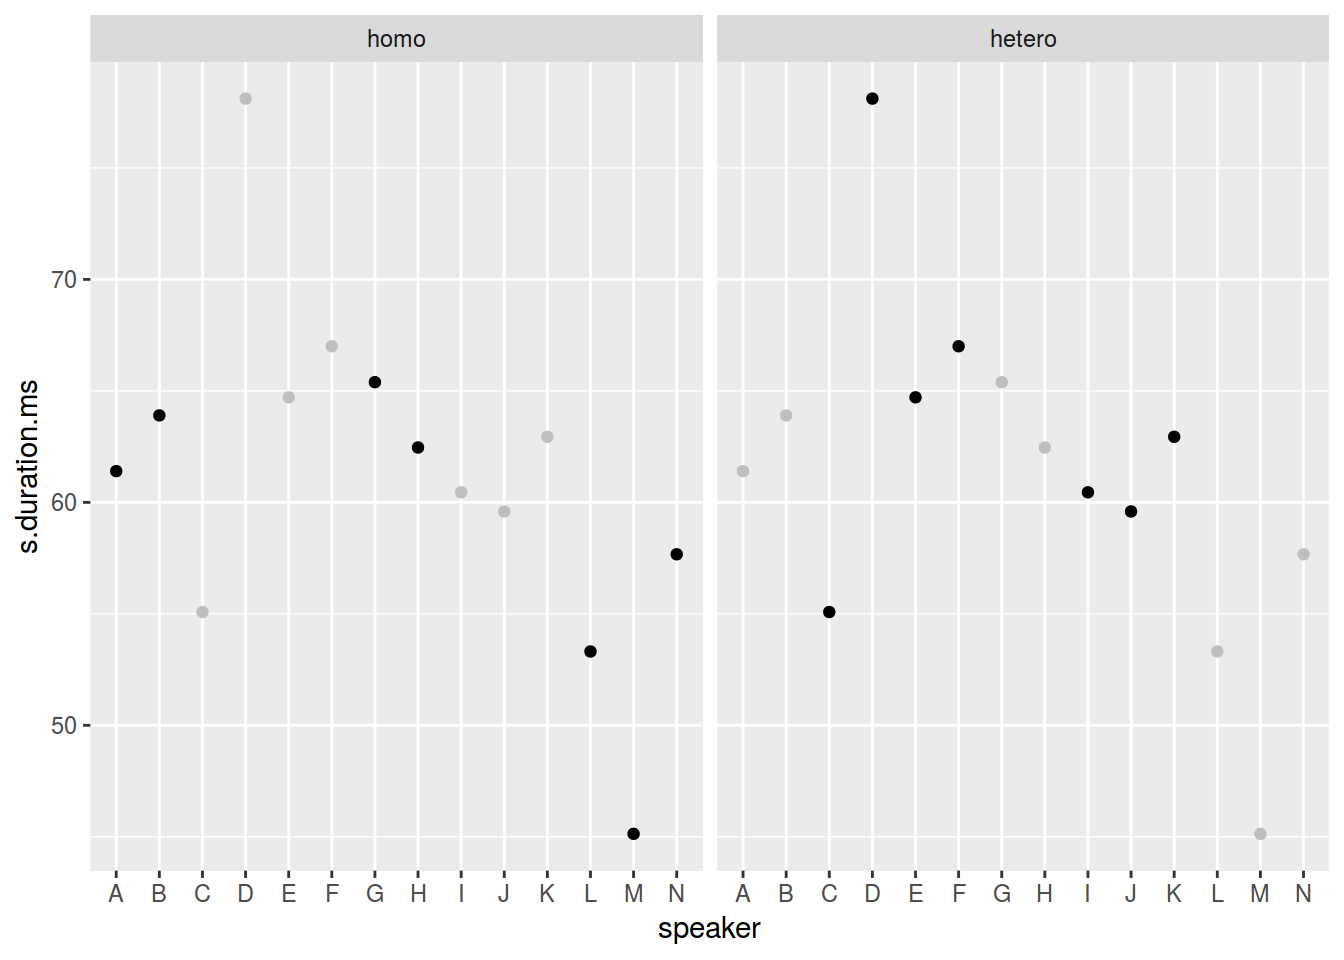 homo hetero
s.duration.ms
70
60
50
A B C D E F G H I J K L M N A B C D E F G H I J K L M N
speaker